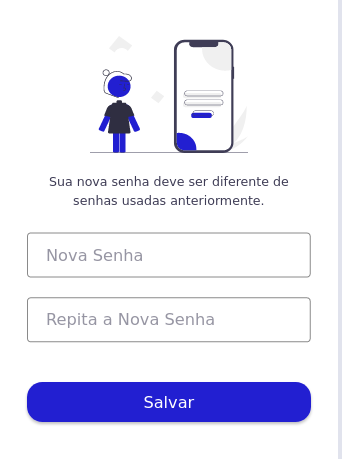 Sua nova senha deve ser diferente de
senhas usadas anteriormente.
Nova Senha
Repita a Nova Senha
Salvar